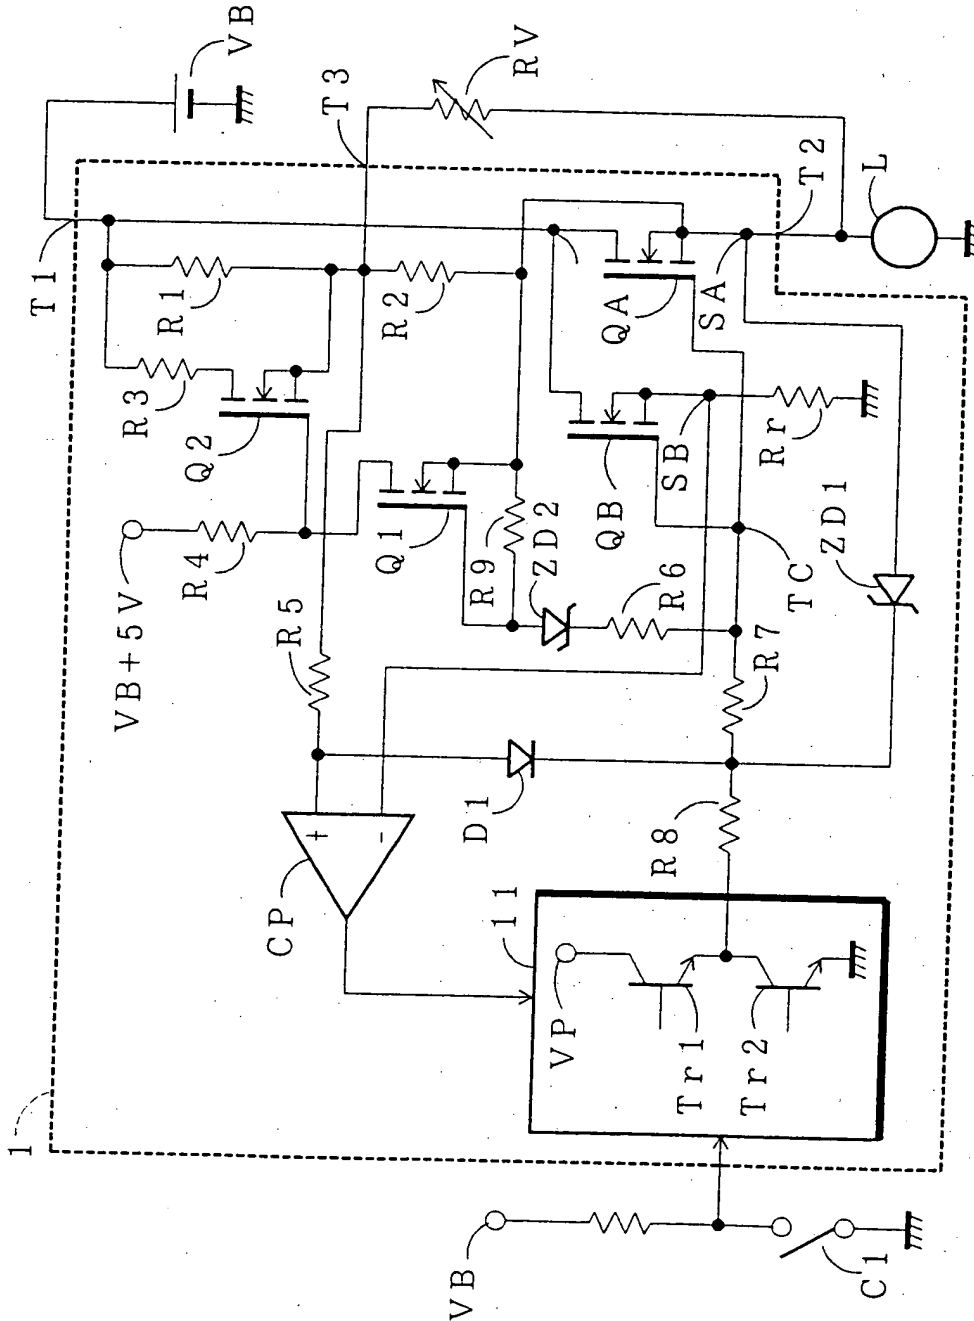 1
T1
VB
T3
RV
R1
R3
R2
Q2
VB+5V
R4
Q1
R9
ZD2
R5
R6
QA
SA
T2
L
QB
SB
Rr
TC
ZD1
R7
D1
CP
+
-
R8
11
VP
Tr1
Tr2
VB
C1